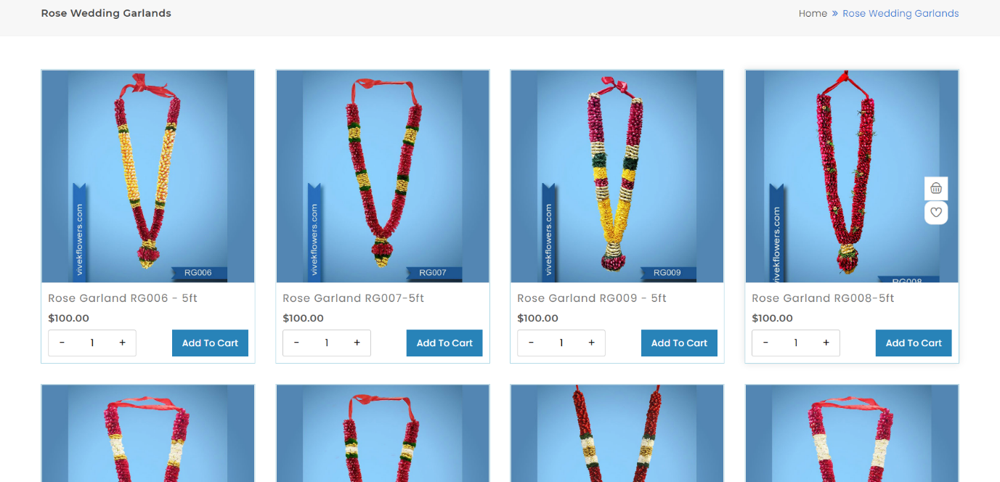 Rose Wedding Garlands
Home » Rose Wedding Garlands
vivekflowers.com
RG006
vivekflowers.com
RG007
vivekflowers.com
RG009
vivekflowers.com
RG008
Rose Garland RG006 - 5ft
$100.00
- 1 +
Add To Cart
Rose Garland RG007-5ft
$100.00
- 1 +
Add To Cart
Rose Garland RG009 - 5ft
$100.00
- 1 +
Add To Cart
Rose Garland RG008-5ft
$100.00
- 1 +
Add To Cart